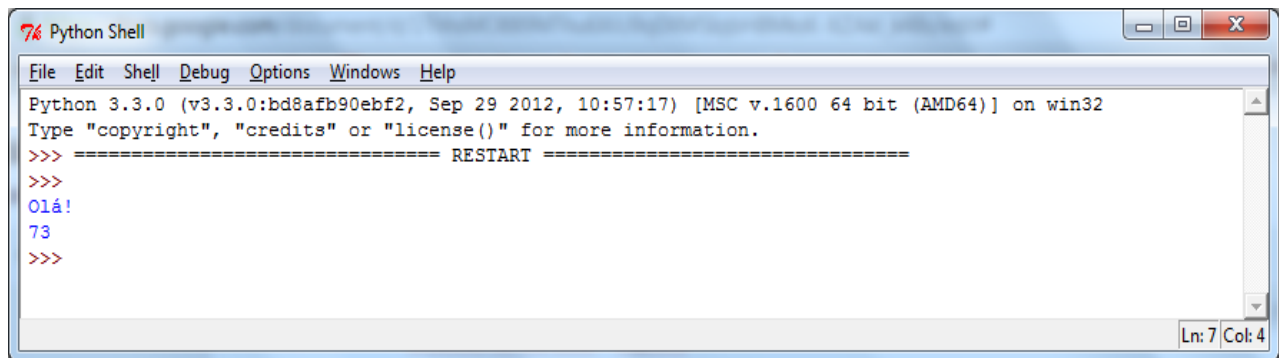 Python Shell
File Edit Shell Debug Options Windows Help
Python 3.3.0 (v3.3.0:bd8afb90ebf2, Sep 29 2012, 10:57:17) [MSC v.1600 64 bit (AMD64)] on win32
Type "copyright", "credits" or "license()" for more information.
>>> ================================ RESTART ================================
>>>
Olá!
73
>>>
Ln: 7 Col: 4